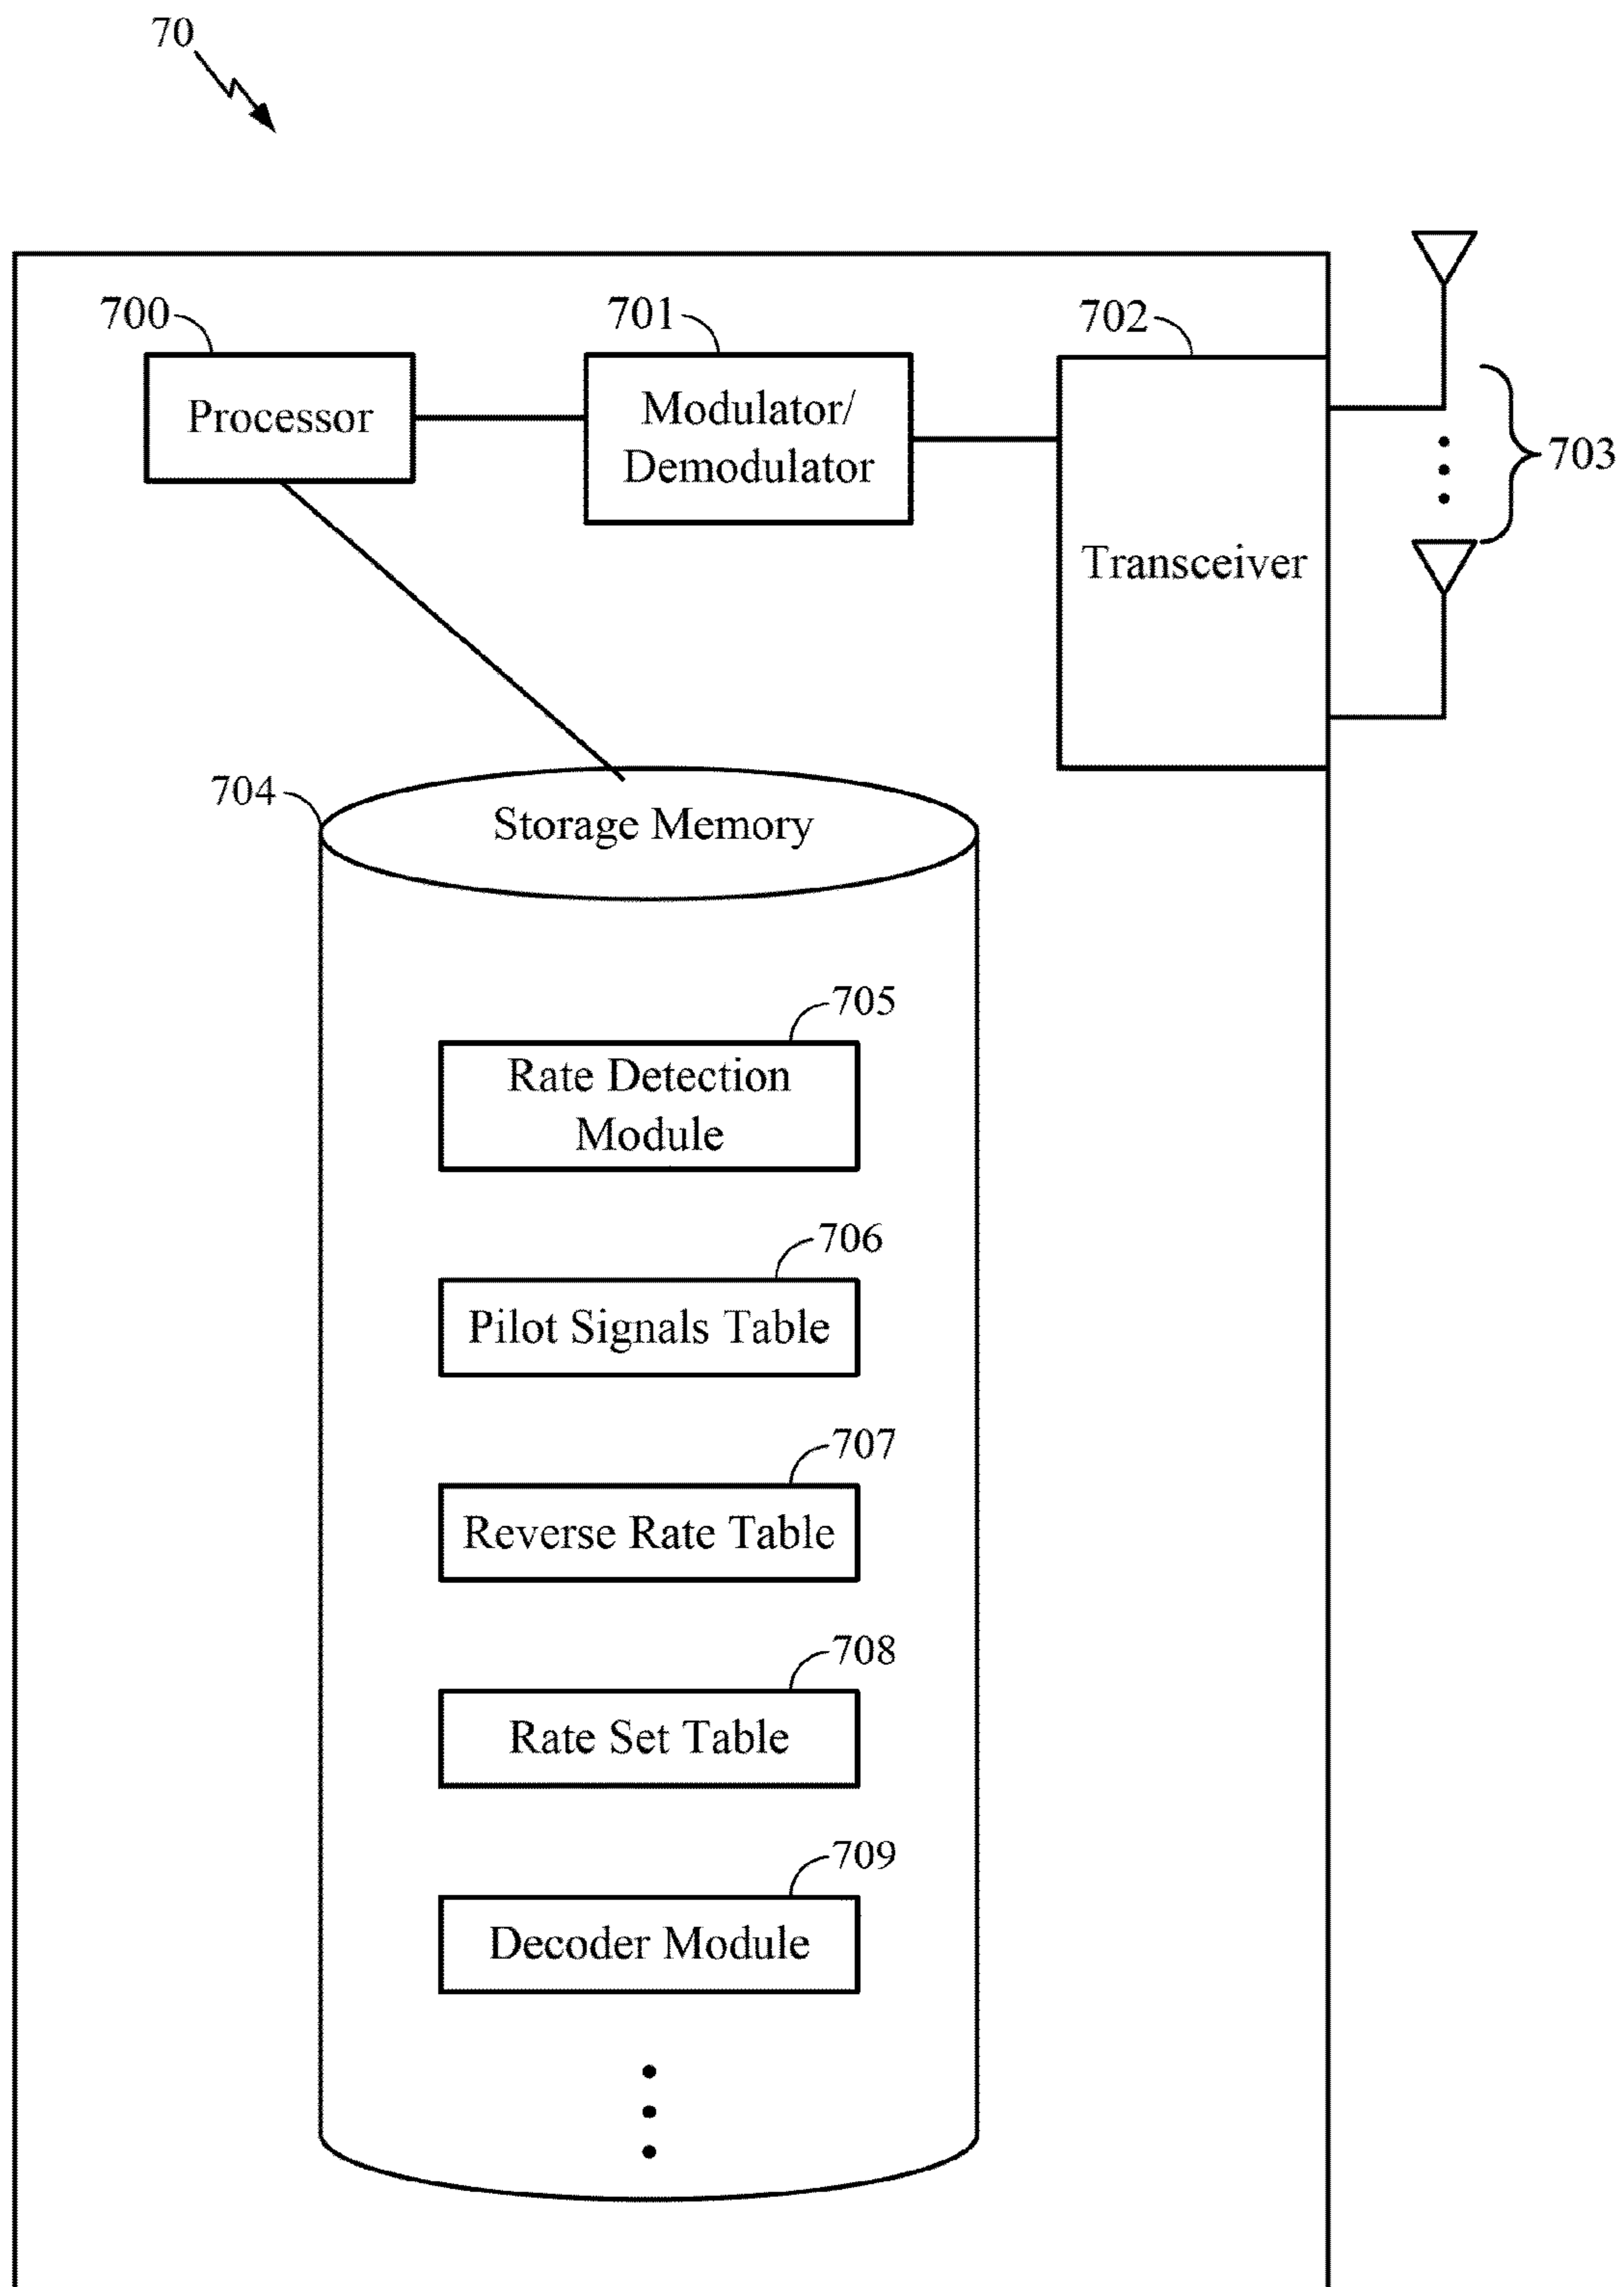 70
700
701
702
Processor
Modulator/
Demodulator
703
Transceiver
704
Storage Memory
705
Rate Detection
Module
706
Pilot Signals Table
707
Reverse Rate Table
708
Rate Set Table
709
Decoder Module